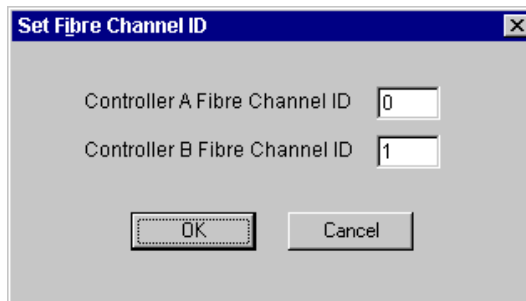 Set Fibre Channel ID
Controller A Fibre Channel ID 0
Controller B Fibre Channel ID 1
OK Cancel